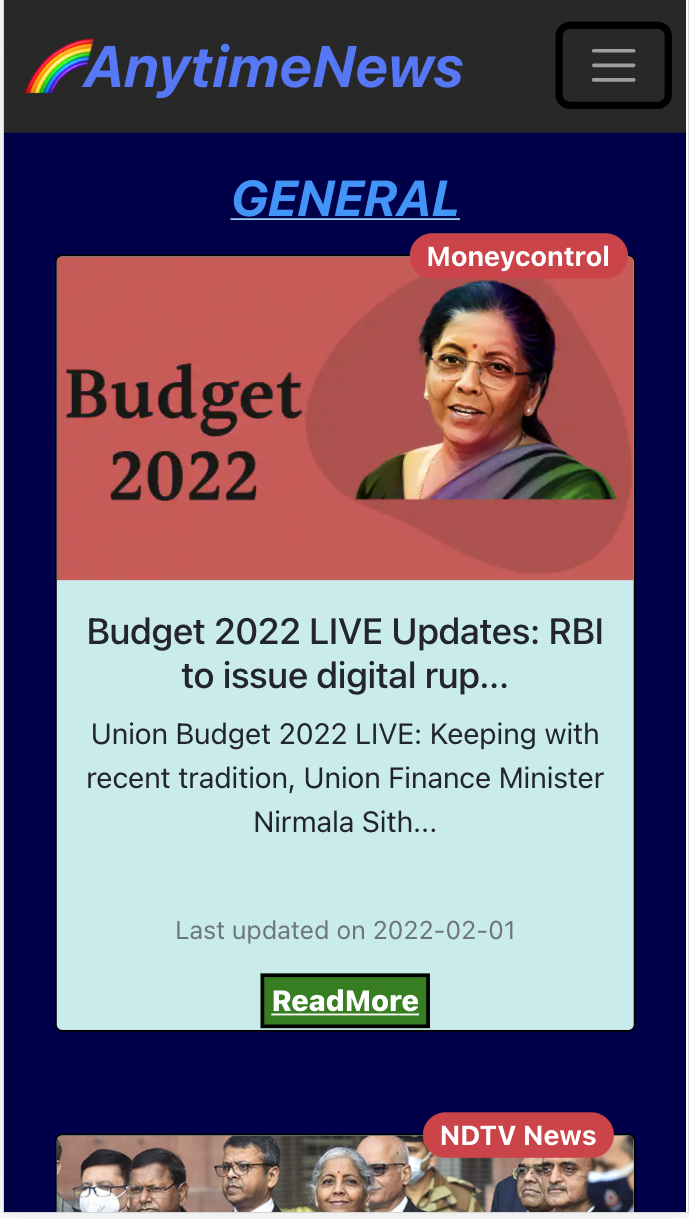 AnytimeNews
GENERAL
Moneycontrol
Budget
2022
Budget 2022 LIVE Updates: RBI
to issue digital rup...
Union Budget 2022 LIVE: Keeping with
recent tradition, Union Finance Minister
Nirmala Sith...
Last updated on 2022-02-01
ReadMore
NDTV News